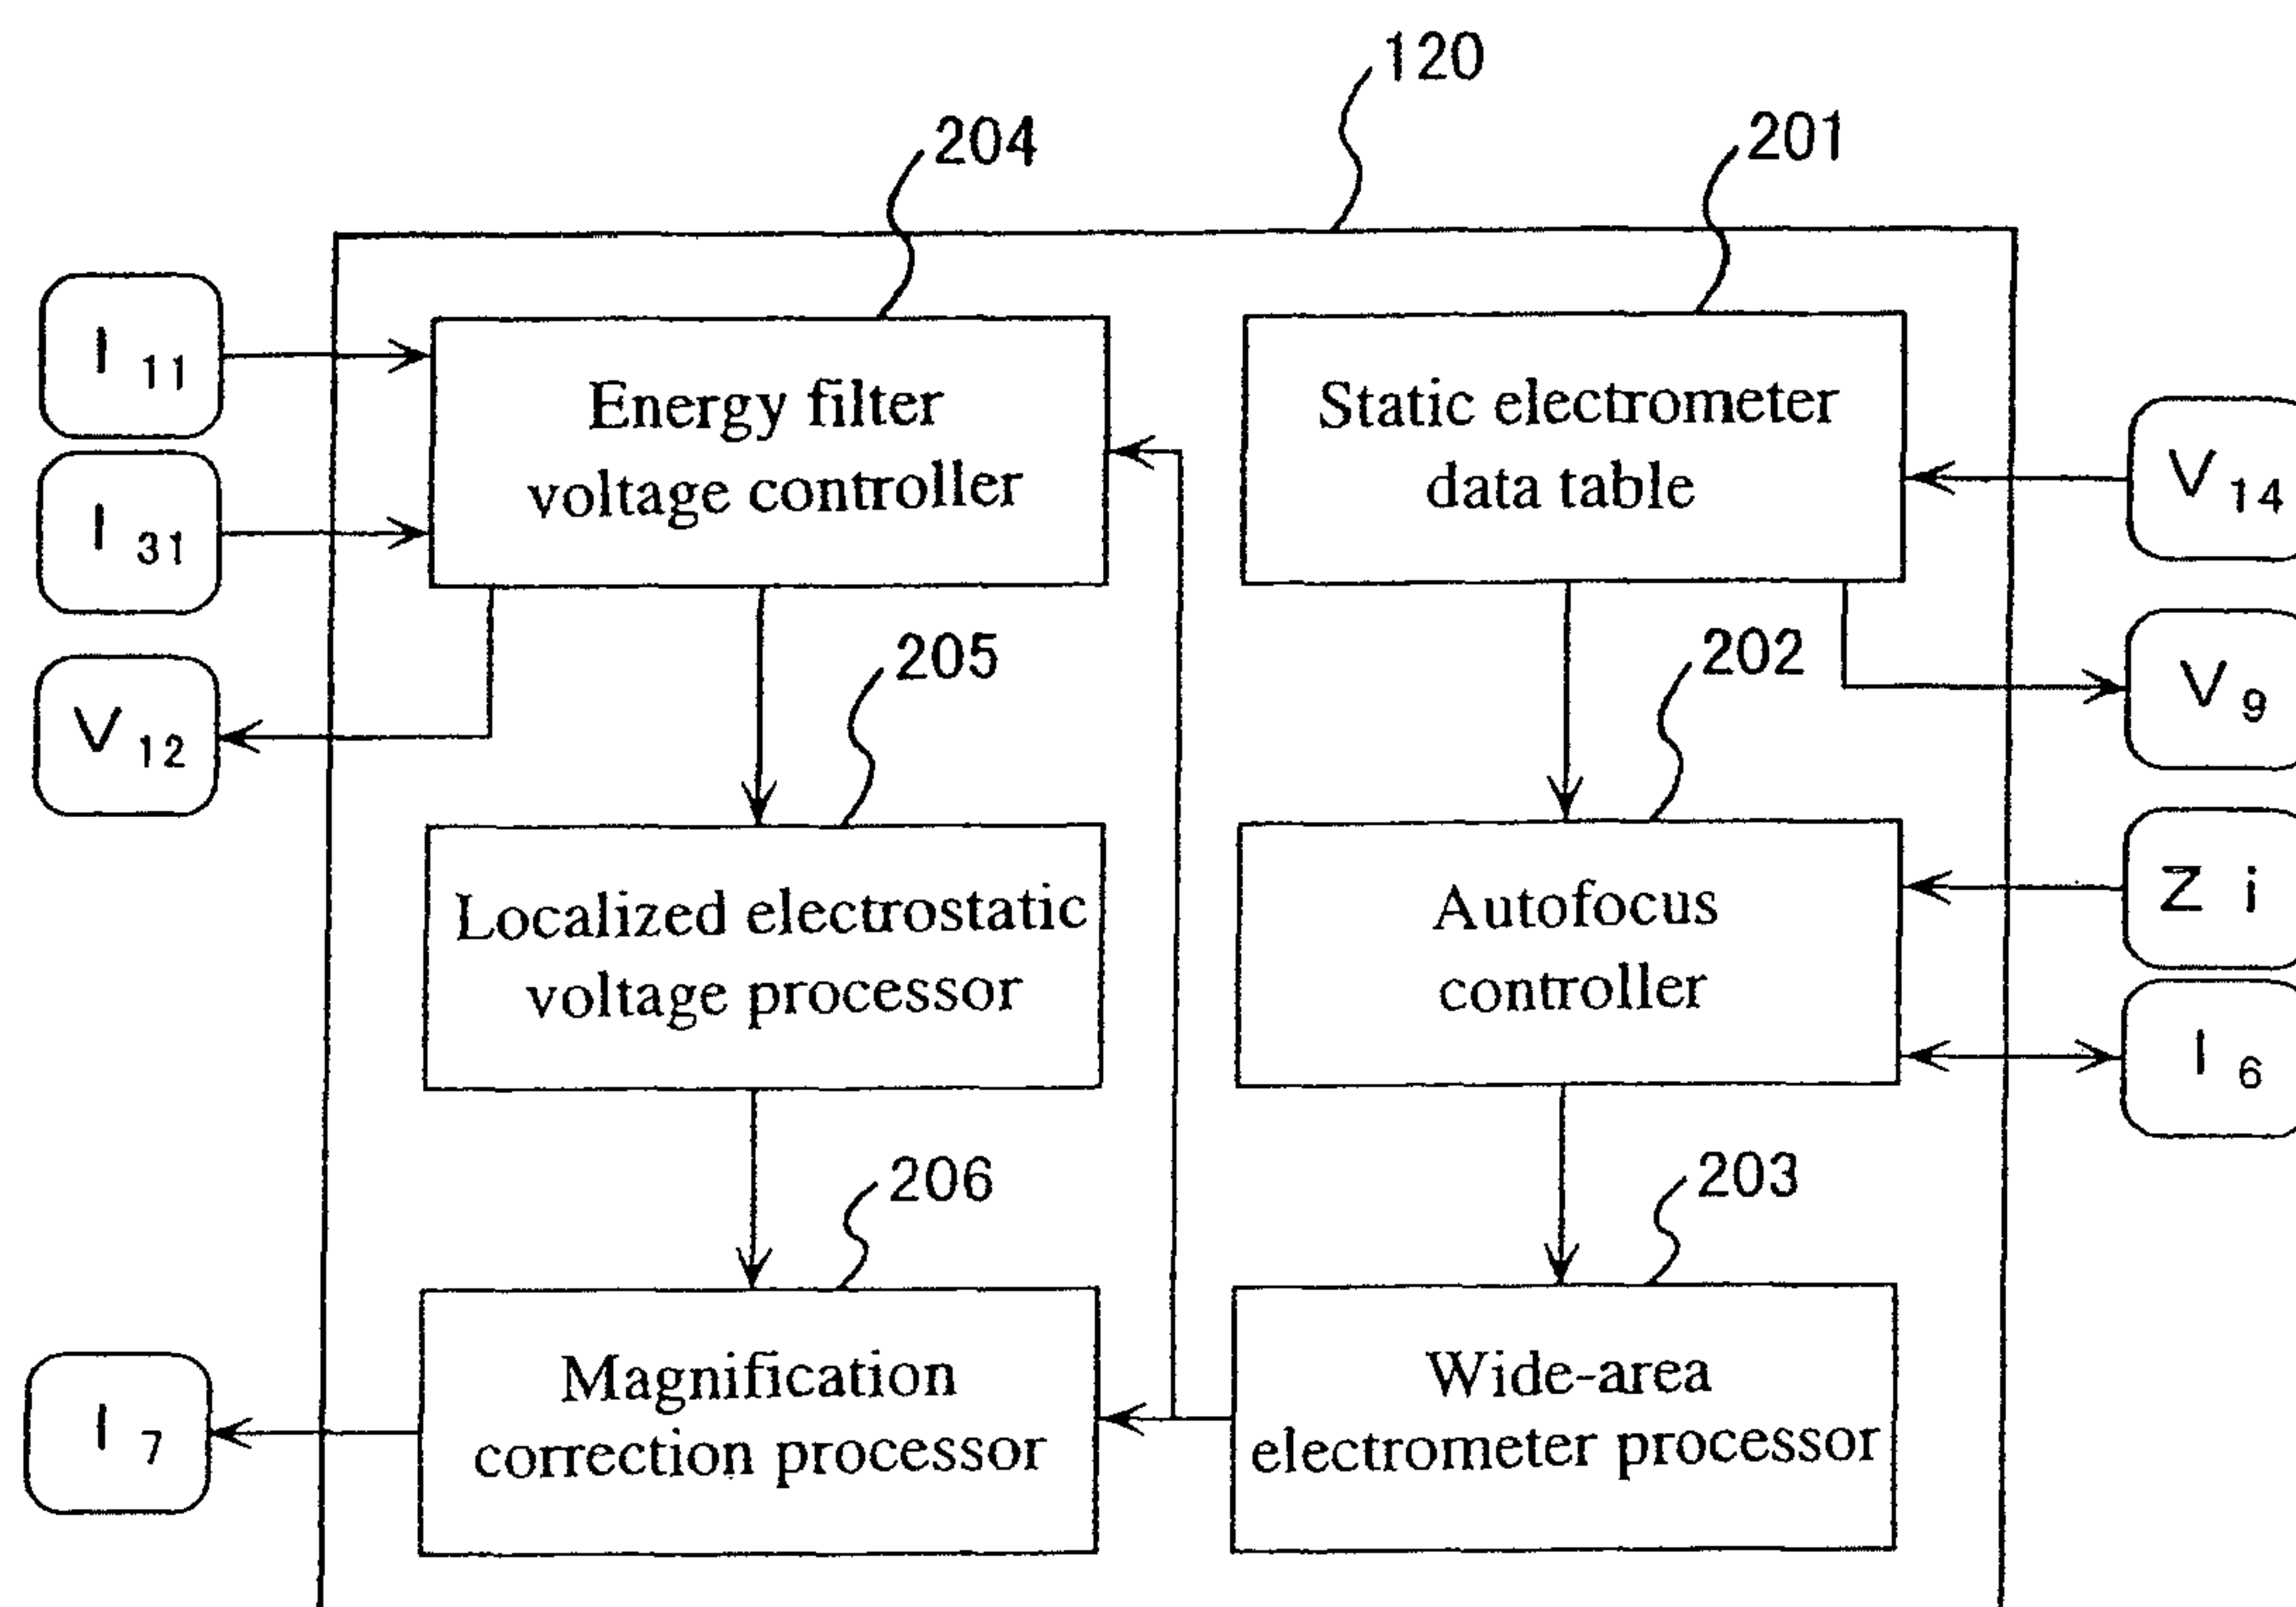 120
204
201
I 11
Energy filter
voltage controller
Static electrometer
data table
V 14
I 31
V 12
205
202
V 9
Localized electrostatic
voltage processor
Autofocus
controller
Z i
I 6
206
203
Magnification
correction processor
Wide-area
electrometer processor
I 7